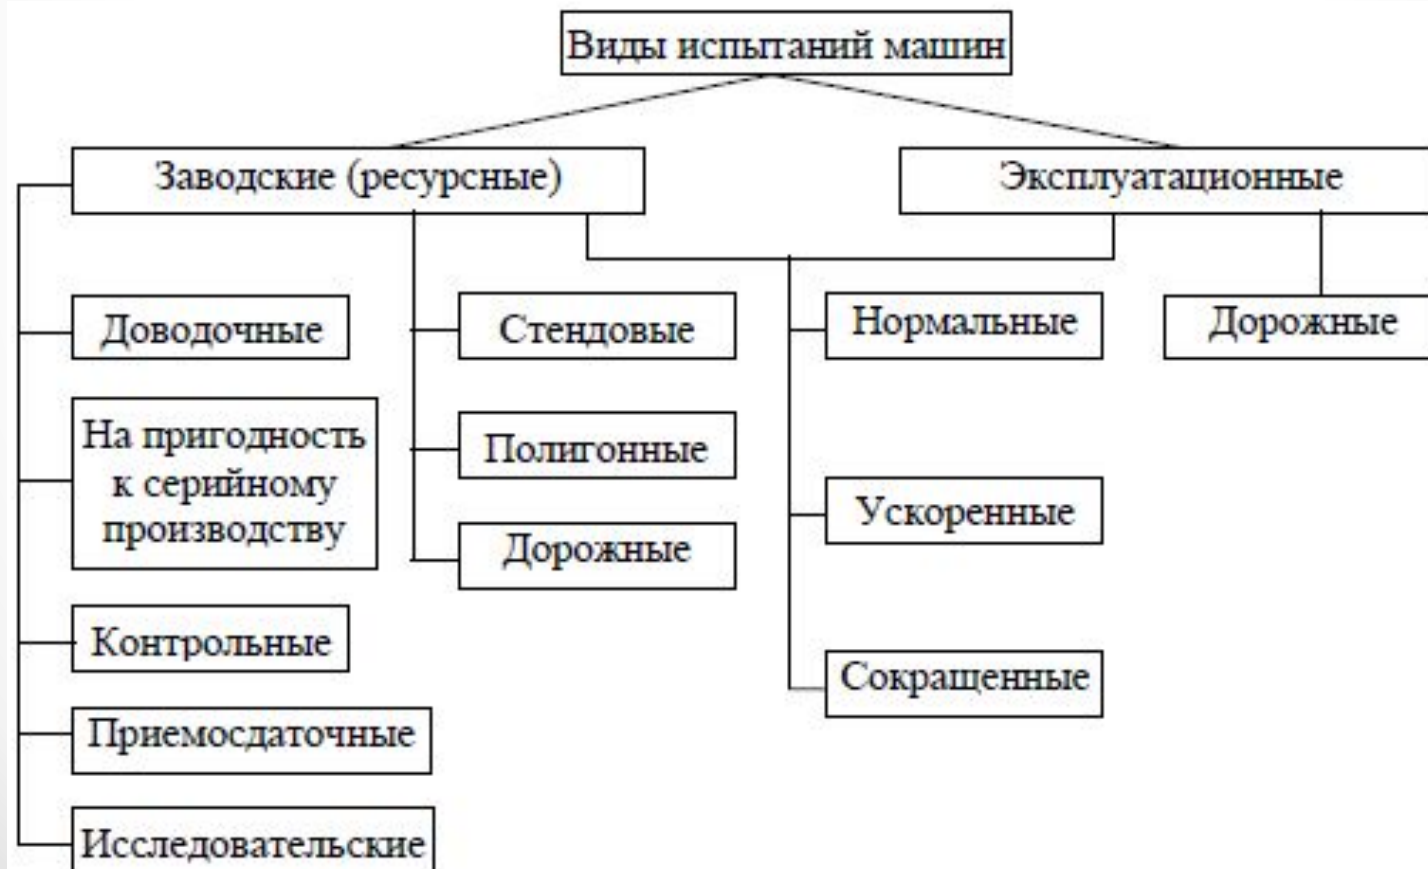 Виды испытаний машин
Заводские (ресурсные)
Эксплуатационные
Доводочные
Стендовые
Нормальные
Дорожные
На пригодность
к серийному
производству
Полигонные
Ускоренные
Дорожные
Контрольные
Сокращенные
Приемосдаточные
Исследовательские